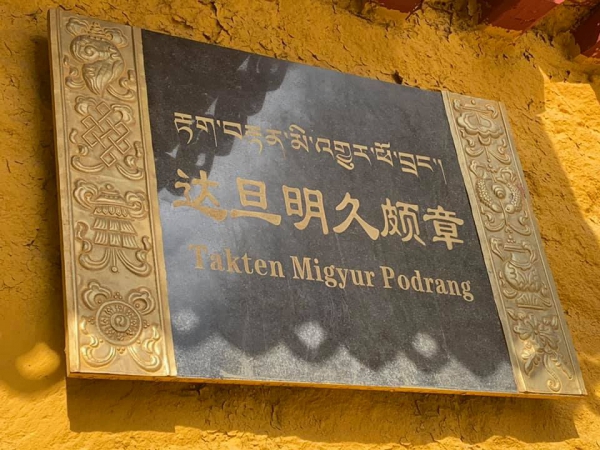 རྟག་བརྟན་མི་འགྱུར་ཕོ་བྲང་།
达旦明久颇章
Takten Migyur Podrang